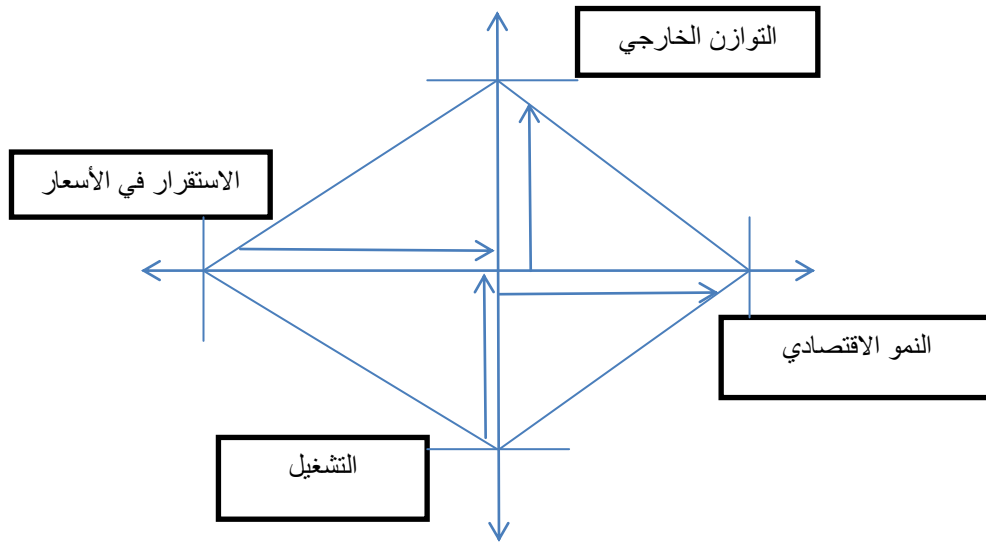 التوازن الخارجي
الاستقرار في الأسعار
النمو الاقتصادي
التشغيل